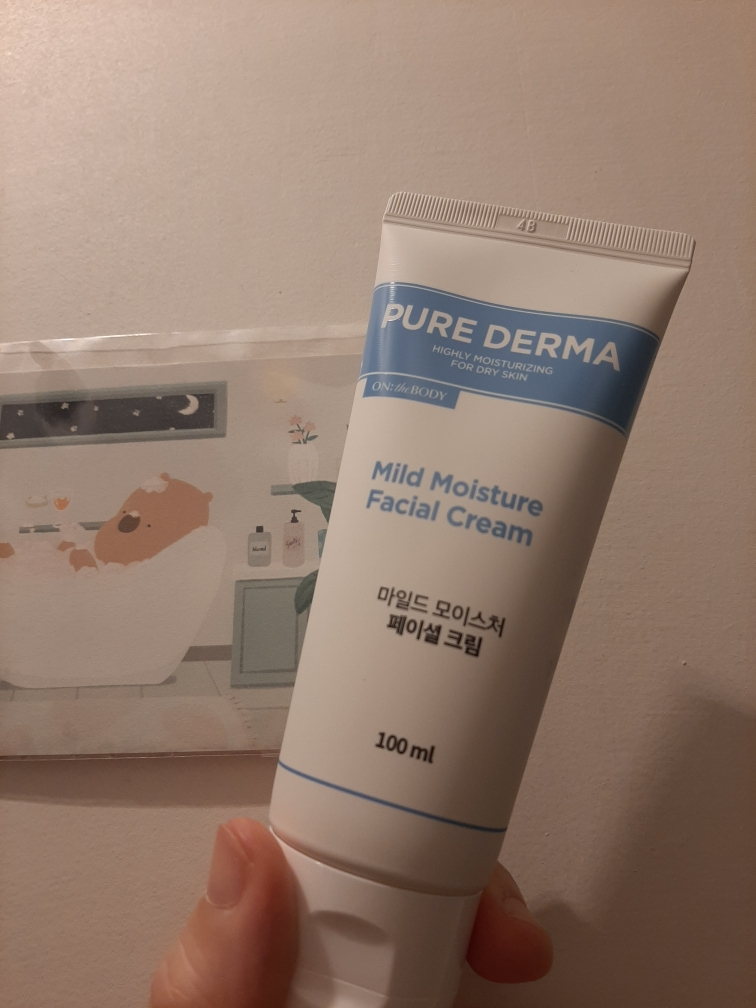 4B
PURE DERMA
HIGHLY MOISTURIZING
FOR DRY SKIN
ON: the BODY
Mild Moisture
Facial Cream
마일드 모이스처
페이셜 크림
100 ml